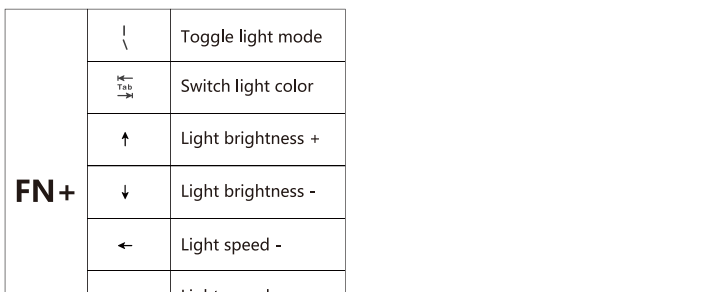 |
\
Toggle light mode
Tab
Switch light color
↑
Light brightness +
FN+
↓
Light brightness -
←
Light speed -